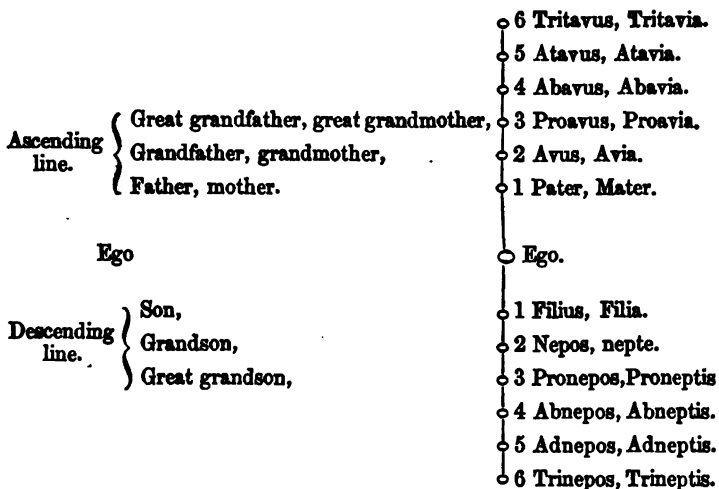 6 Tritavus, Tritavia.
5 Atavus, Atavia.
4 Abavus, Abavia.
Great grandfather, great grandmother, 3 Proavus, Proavia.
Ascending line.
Grandfather, grandmother, 2 Avus, Avia.
Father, mother. 1 Pater, Mater.
Ego Ego.
Son, 1 Filius, Filia.
Descending line.
Grandson, 2 Nepos, nepte.
Great grandson, 3 Pronepos,Proneptis
4 Abnepos, Abneptis.
5 Adnepos, Adneptis.
6 Trinepos, Trineptis.